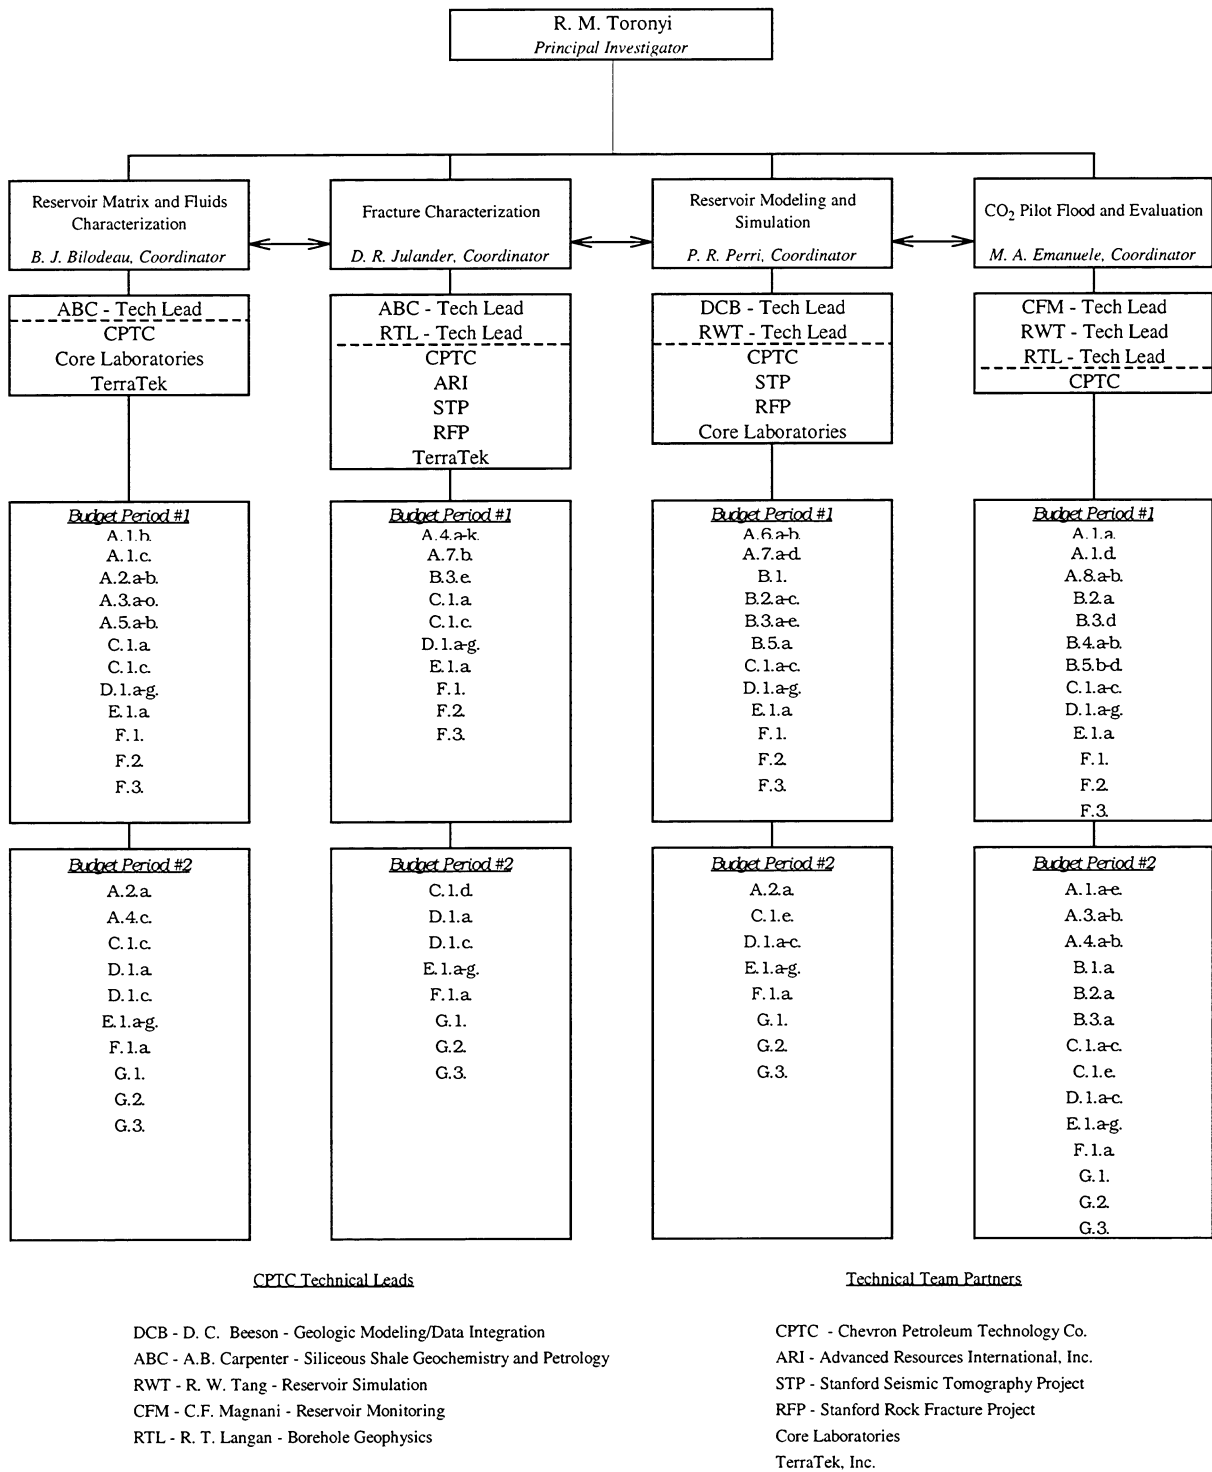 R. M. Toronyi
Principal Investigator
Reservoir Matrix and Fluids
Characterization
B. J. Bilodeau, Coordinator
Fracture Characterization
D. R. Julander, Coordinator
Reservoir Modeling and
Simulation
P. R. Perri, Coordinator
CO₂ Pilot Flood and Evaluation
M. A. Emanuele, Coordinator
ABC - Tech Lead
CPTC
Core Laboratories
TerraTek
ABC - Tech Lead
RTL - Tech Lead
CPTC
ARI
STP
RFP
TerraTek
DCB - Tech Lead
RWT - Tech Lead
CPTC
STP
RFP
Core Laboratories
CFM - Tech Lead
RWT - Tech Lead
RTL - Tech Lead
CPTC
Budget Period #1
A.1.b.
A.1.c.
A.2.a-b.
A.3.a-o.
A.5.a-b.
C.1.a.
C.1.c.
D.1.a-g.
E.1.a
F.1.
F.2
F.3.
Budget Period #1
A.4.a-k.
A.7.b.
B.3.e.
C.1.a
C.1.c.
D.1.a-g.
E.1.a
F.1.
F.2
F.3.
Budget Period #1
A.6.a-b.
A.7.a-d.
B.1.
B.2.a-c.
B.3.a-e.
B.5.a
C.1.a-c.
D.1.a-g.
E.1.a
F.1.
F.2
F.3.
Budget Period #1
A.1.a.
A.1.d.
A.8.a-b.
B.2.a
B.3.d
B.4.a-b.
B.5.b-d.
C.1.a-c.
D.1.a-g.
E.1.a
F.1.
F.2
F.3.
Budget Period #2
A.2.a
A.4.c.
C.1.c.
D.1.a
D.1.c.
E.1.a-g.
F.1.a
G.1.
G.2
G.3.
Budget Period #2
C.1.d.
D.1.a
D.1.c.
E.1.a-g.
F.1.a
G.1.
G.2.
G.3.
Budget Period #2
A.2.a
C.1.e.
D.1.a-c.
E.1.a-g.
F.1.a
G.1.
G.2
G.3.
Budget Period #2
A.1.a-e.
A.3.a-b.
A.4.a-b.
B.1.a
B.2.a
B.3.a
C.1.a-c.
C.1.e.
D.1.a-c.
E.1.a-g.
F.1.a
G.1.
G.2
G.3.
CPTC Technical Leads
DCB - D. C. Beeson - Geologic Modeling/Data Integration
ABC - A.B. Carpenter - Siliceous Shale Geochemistry and Petrology
RWT - R. W. Tang - Reservoir Simulation
CFM - C.F. Magnani - Reservoir Monitoring
RTL - R. T. Langan - Borehole Geophysics
Technical Team Partners
CPTC - Chevron Petroleum Technology Co.
ARI - Advanced Resources International, Inc.
STP - Stanford Seismic Tomography Project
RFP - Stanford Rock Fracture Project
Core Laboratories
TerraTek, Inc.